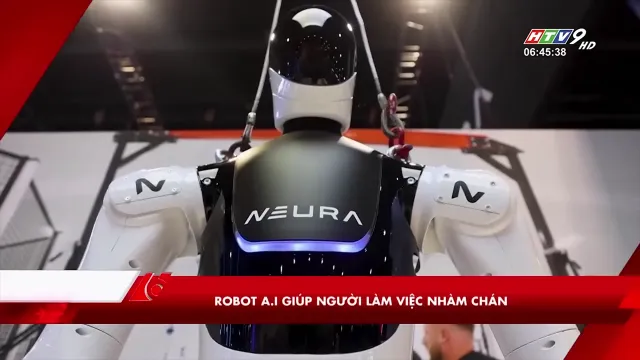 HTV9 HD
06:45:38
N N
NEURA
ROBOT A.I GIÚP NGƯỜI LÀM VIỆC NHÀM CHÁN